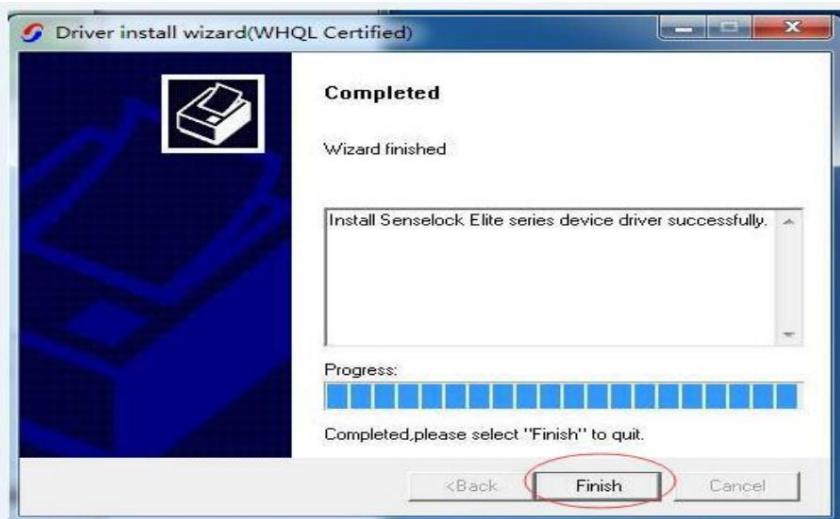 Driver install wizard(WHQL Certified)
Completed
Wizard finished
Install Senselock Elite series device driver successfully.
Progress:
Completed,please select "Finish" to quit.
<Back
Finish
Cancel